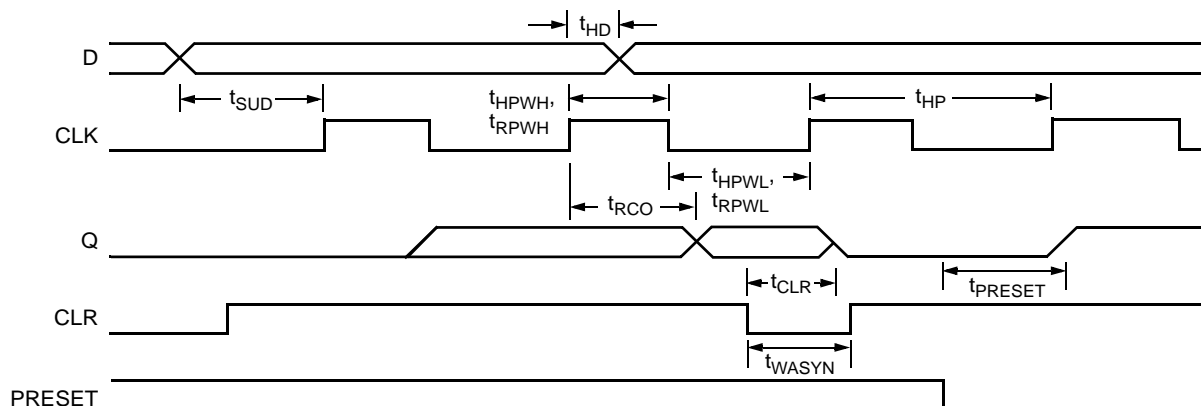 tHD
D
tSUD
tHPWH,
tRPWH
tHP
CLK
tHPWL,
tRPWL
tRCO
Q
tCLR
tPRESET
CLR
tWASYN
PRESET